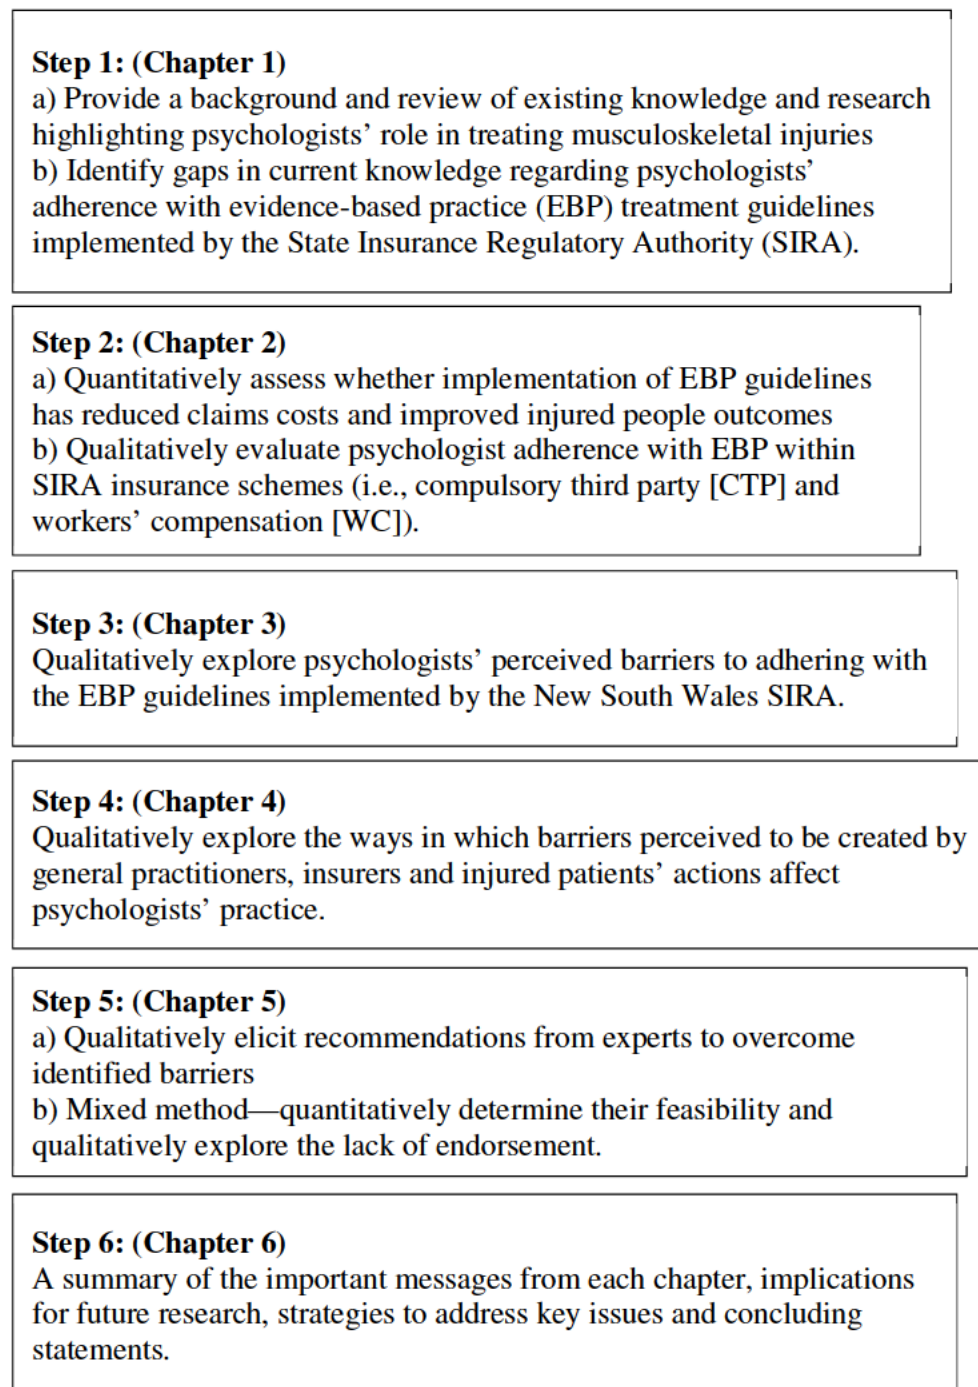 Step 1: (Chapter 1)
a) Provide a background and review of existing knowledge and research
highlighting psychologists’ role in treating musculoskeletal injuries
b) Identify gaps in current knowledge regarding psychologists’
adherence with evidence-based practice (EBP) treatment guidelines
implemented by the State Insurance Regulatory Authority (SIRA).
Step 2: (Chapter 2)
a) Quantitatively assess whether implementation of EBP guidelines
has reduced claims costs and improved injured people outcomes
b) Qualitatively evaluate psychologist adherence with EBP within
SIRA insurance schemes (i.e., compulsory third party [CTP] and
workers’ compensation [WC]).
Step 3: (Chapter 3)
Qualitatively explore psychologists’ perceived barriers to adhering with
the EBP guidelines implemented by the New South Wales SIRA.
Step 4: (Chapter 4)
Qualitatively explore the ways in which barriers perceived to be created by
general practitioners, insurers and injured patients’ actions affect
psychologists’ practice.
Step 5: (Chapter 5)
a) Qualitatively elicit recommendations from experts to overcome
identified barriers
b) Mixed method—quantitatively determine their feasibility and
qualitatively explore the lack of endorsement.
Step 6: (Chapter 6)
A summary of the important messages from each chapter, implications
for future research, strategies to address key issues and concluding
statements.